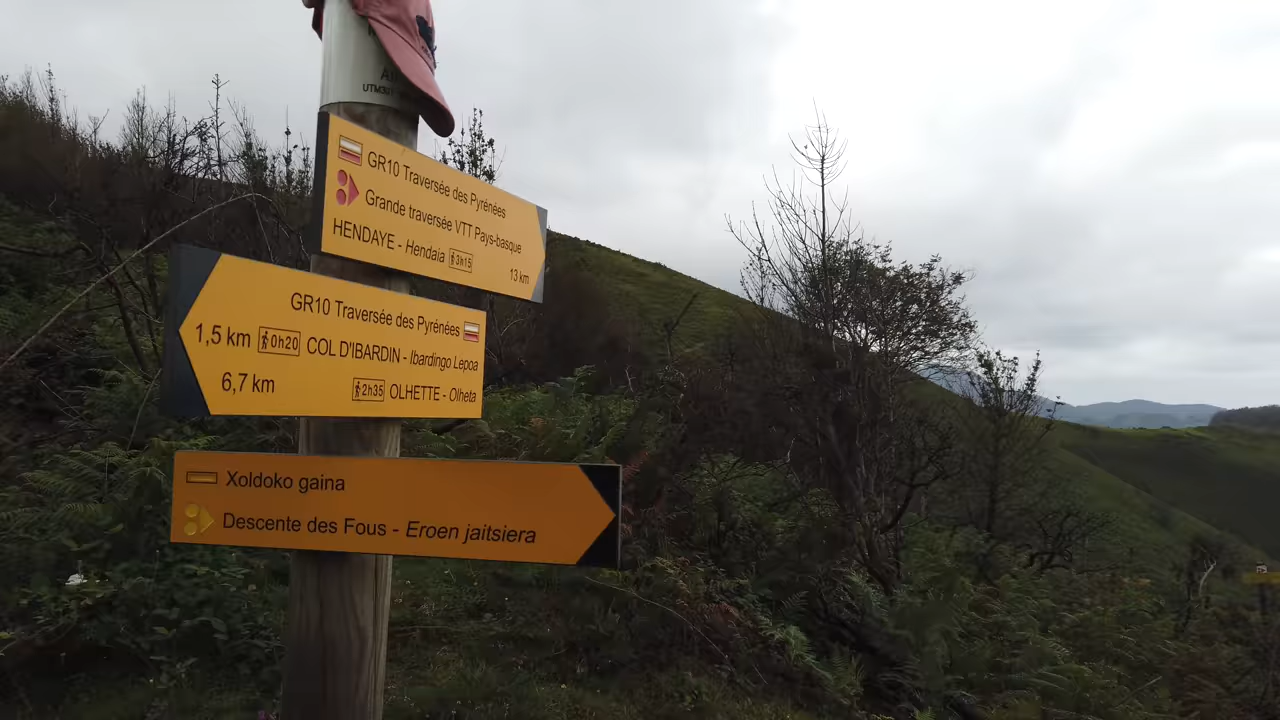 GR10 Traversée des Pyrénées
Grande traversée VTT Pays-basque
HENDAYE - Hendaia 3h15
13 km
GR10 Traversée des Pyrénées
1,5 km 0h20 COL D'IBARDIN - Ibardingo Lepoa
6,7 km 2h35 OLHETTE - Olheta
Xoldoko gaina
Descente des Fous - Eroen jaitsiera